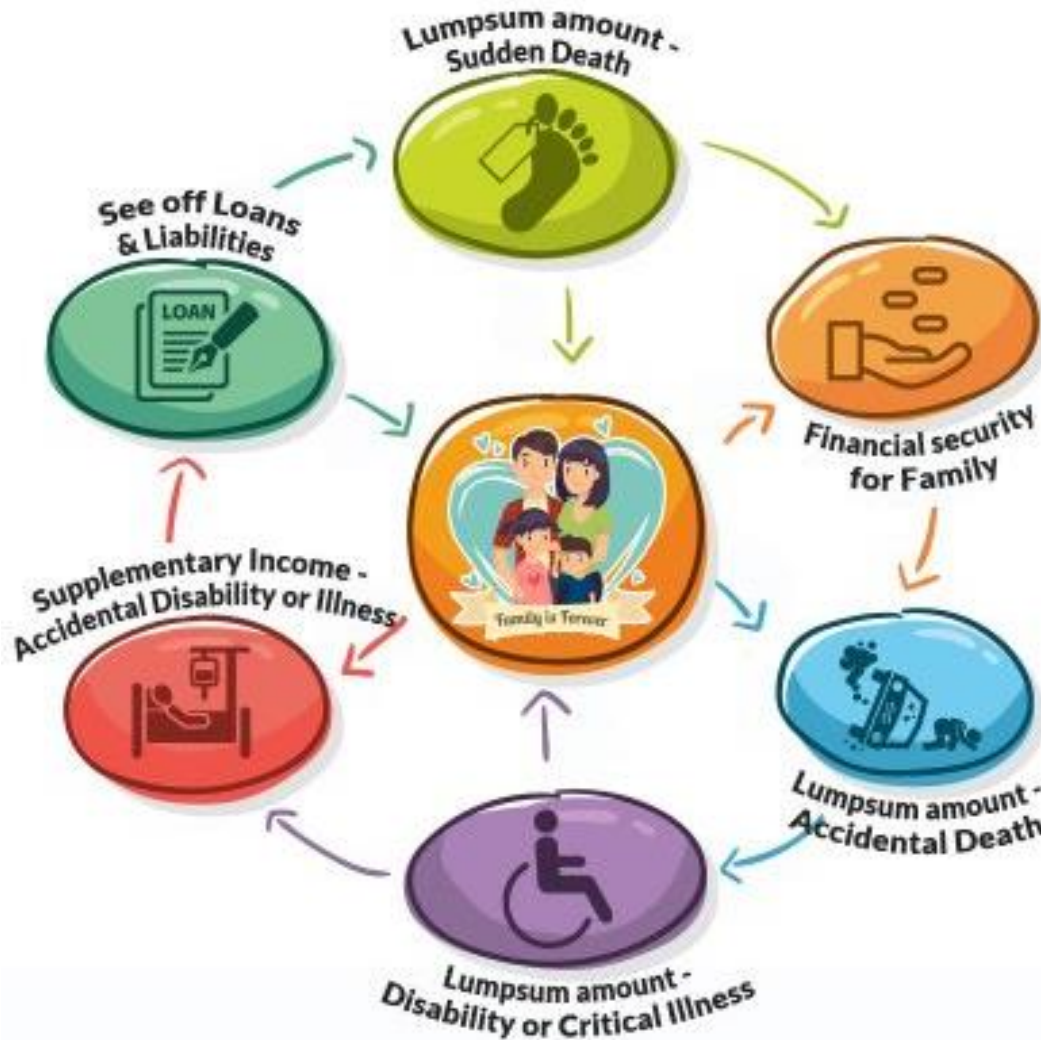 Lumpsum amount -
Sudden Death
See off Loans
& Liabilities
LOAN
Financial security
for Family
Supplementary Income -
Accidental Disability or Illness
Family is Forever
Lumpsum amount -
Accidental Death
Lumpsum amount -
Disability or Critical Illness